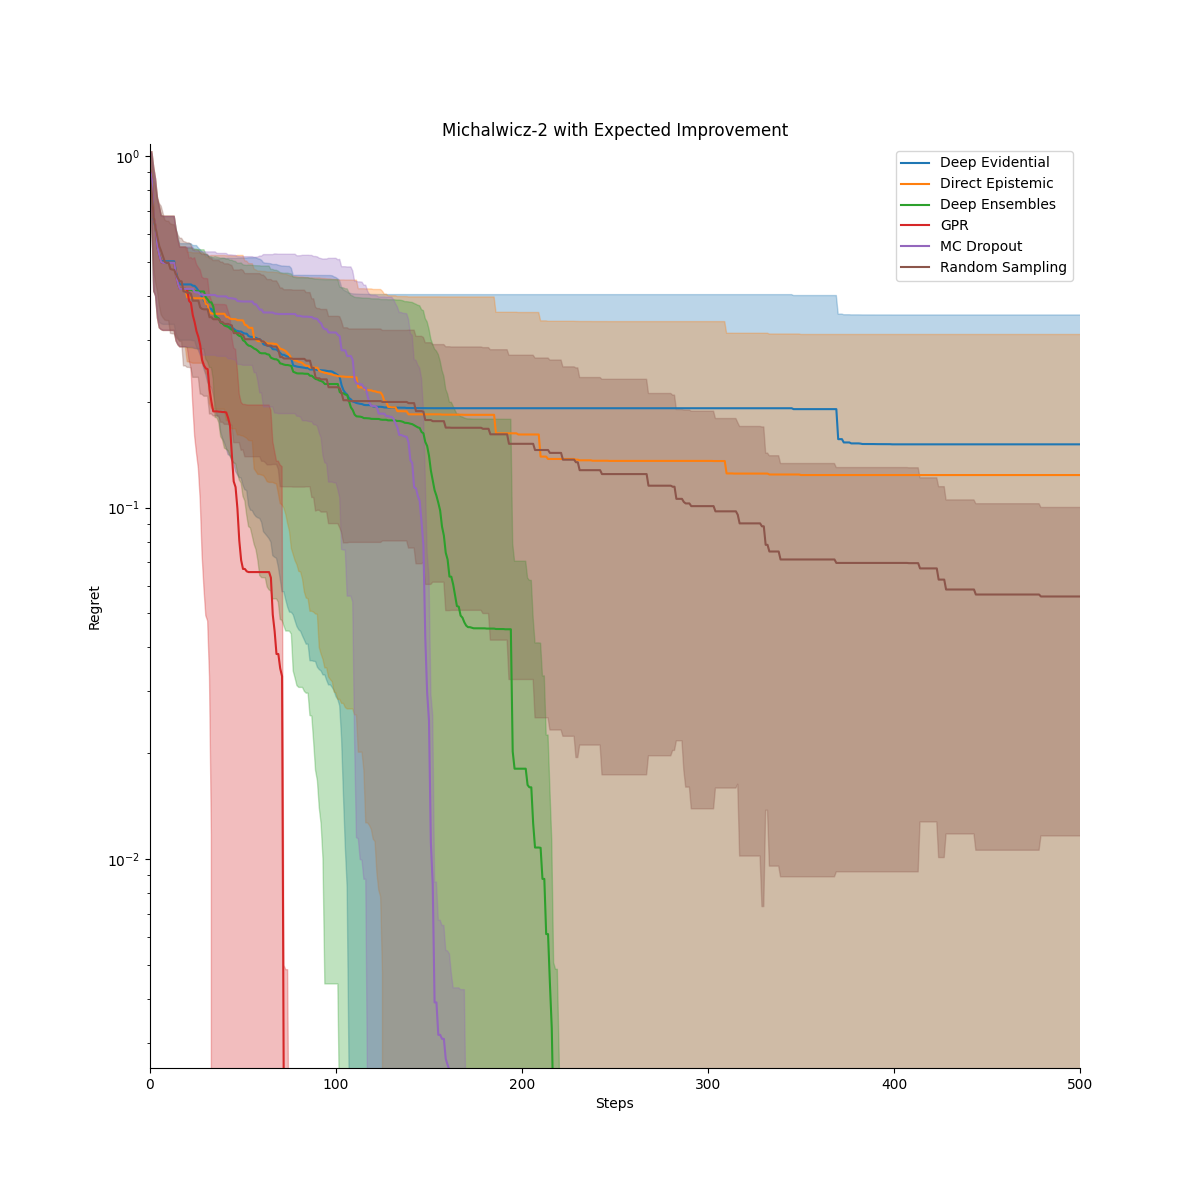 Michalwicz-2 with Expected Improvement
Deep Evidential
Direct Epistemic
Deep Ensembles
GPR
MC Dropout
Random Sampling
Regret
10⁰
10⁻¹
10⁻²
0 100 200 300 400 500
Steps